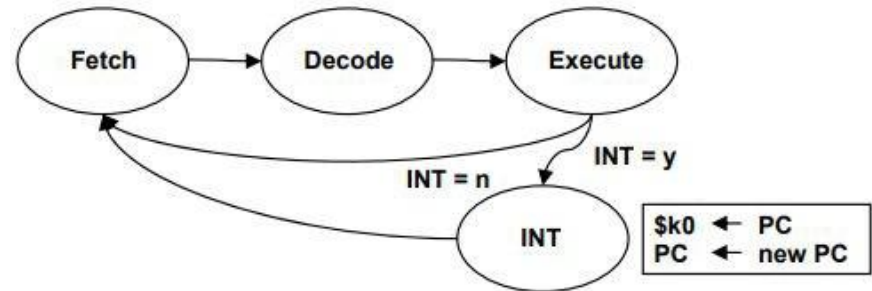 Fetch
Decode
Execute
INT = y
INT = n
INT
$k0 ← PC
PC ← new PC